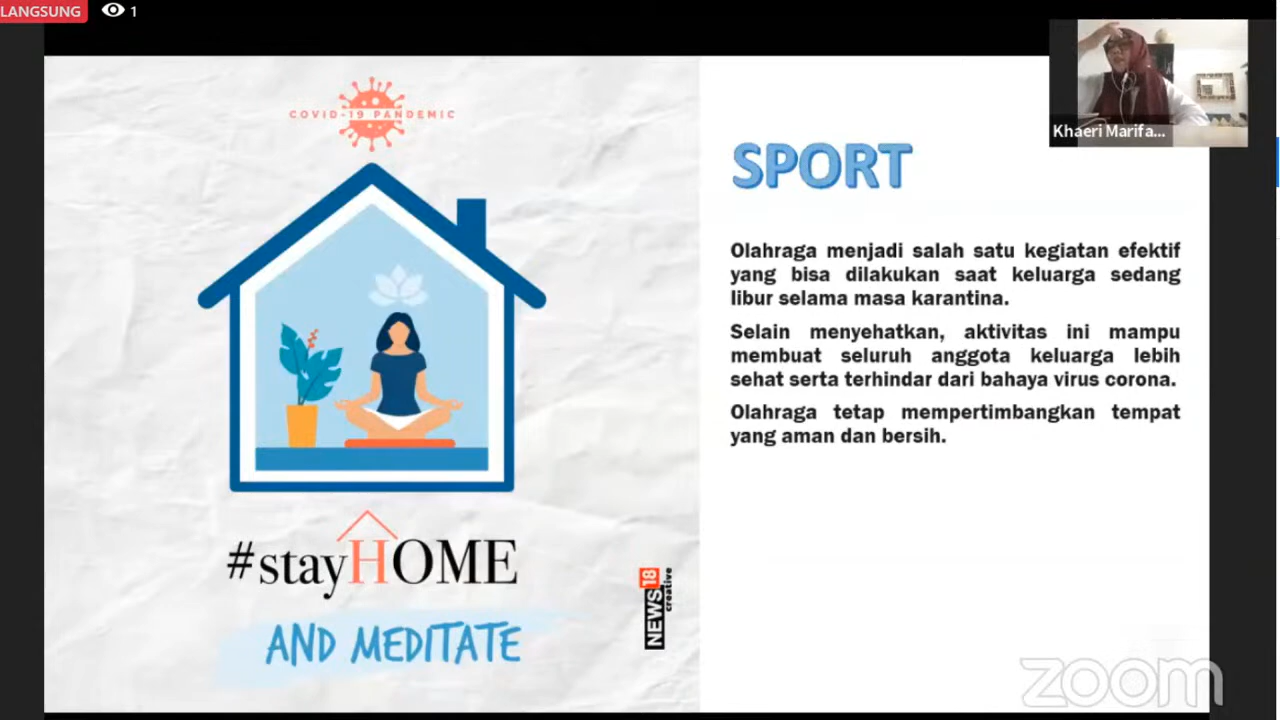 LANGSUNG
1
Khaeri Marifa...
COVID-19 PANDEMIC
#stayHOME
AND MEDITATE
NEWS18
creative
SPORT
Olahraga menjadi salah satu kegiatan efektif
yang bisa dilakukan saat keluarga sedang
libur selama masa karantina.
Selain menyehatkan, aktivitas ini mampu
membuat seluruh anggota keluarga lebih
sehat serta terhindar dari bahaya virus corona.
Olahraga tetap mempertimbangkan tempat
yang aman dan bersih.
zoom